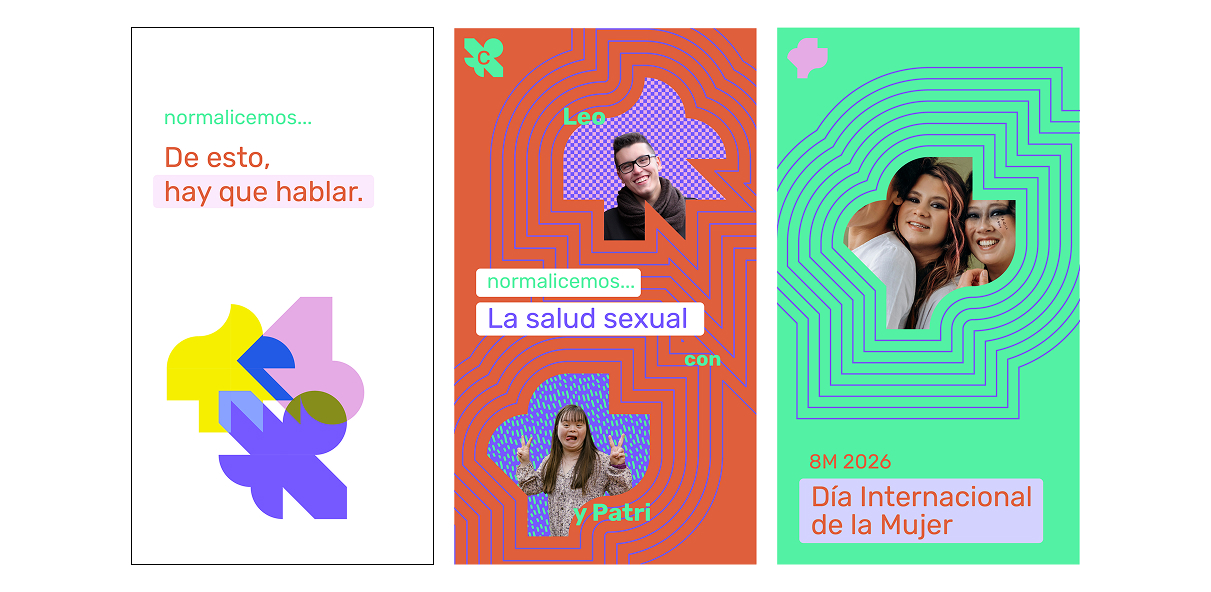 normalicemos...
De esto,
hay que hablar.
C
Leo
normalicemos...
La salud sexual
con
y Patri
8M 2026
Día Internacional
de la Mujer